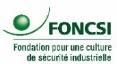 FONCSI
Fondation pour une culture
de sécurité industrielle